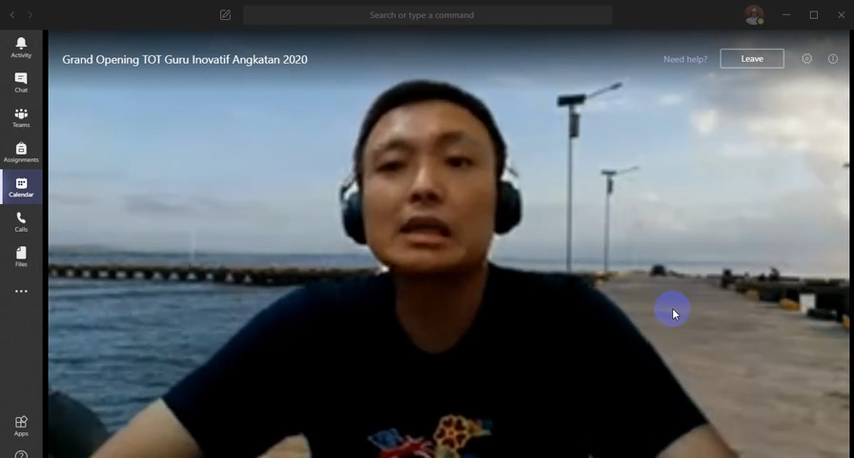 Search or type a command
Activity
Grand Opening TOT Guru Inovatif Angkatan 2020
Need help?
Leave
Chat
Teams
Assignments
Calendar
Calls
Files
Apps